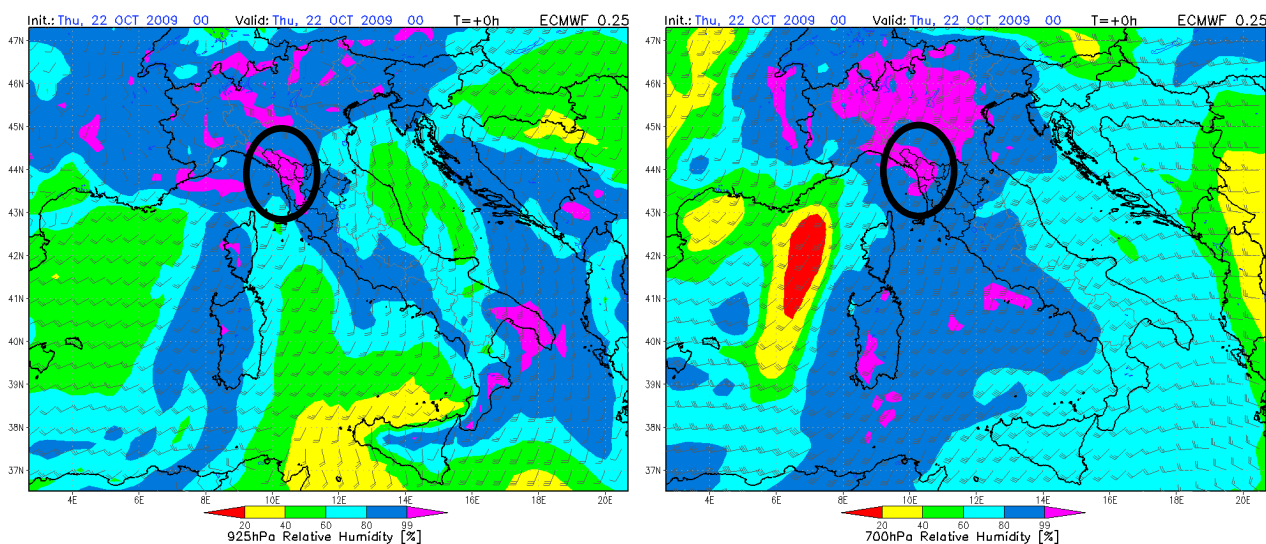 Init.: Thu, 22 OCT 2009 00 Valid: Thu, 22 OCT 2009 00 T=+0h ECMWF 0.25
47N
46N
45N
44N
43N
42N
41N
40N
39N
38N
37N
4E 6E 8E 10E 12E 14E 16E 18E 20E
20 40 60 80 99
925hPa Relative Humidity [%]
Init.: Thu, 22 OCT 2009 00 Valid: Thu, 22 OCT 2009 00 T=+0h ECMWF 0.25
47N
46N
45N
44N
43N
42N
41N
40N
39N
38N
37N
4E 6E 8E 10E 12E 14E 16E 18E 20E
20 40 60 80 99
700hPa Relative Humidity [%]